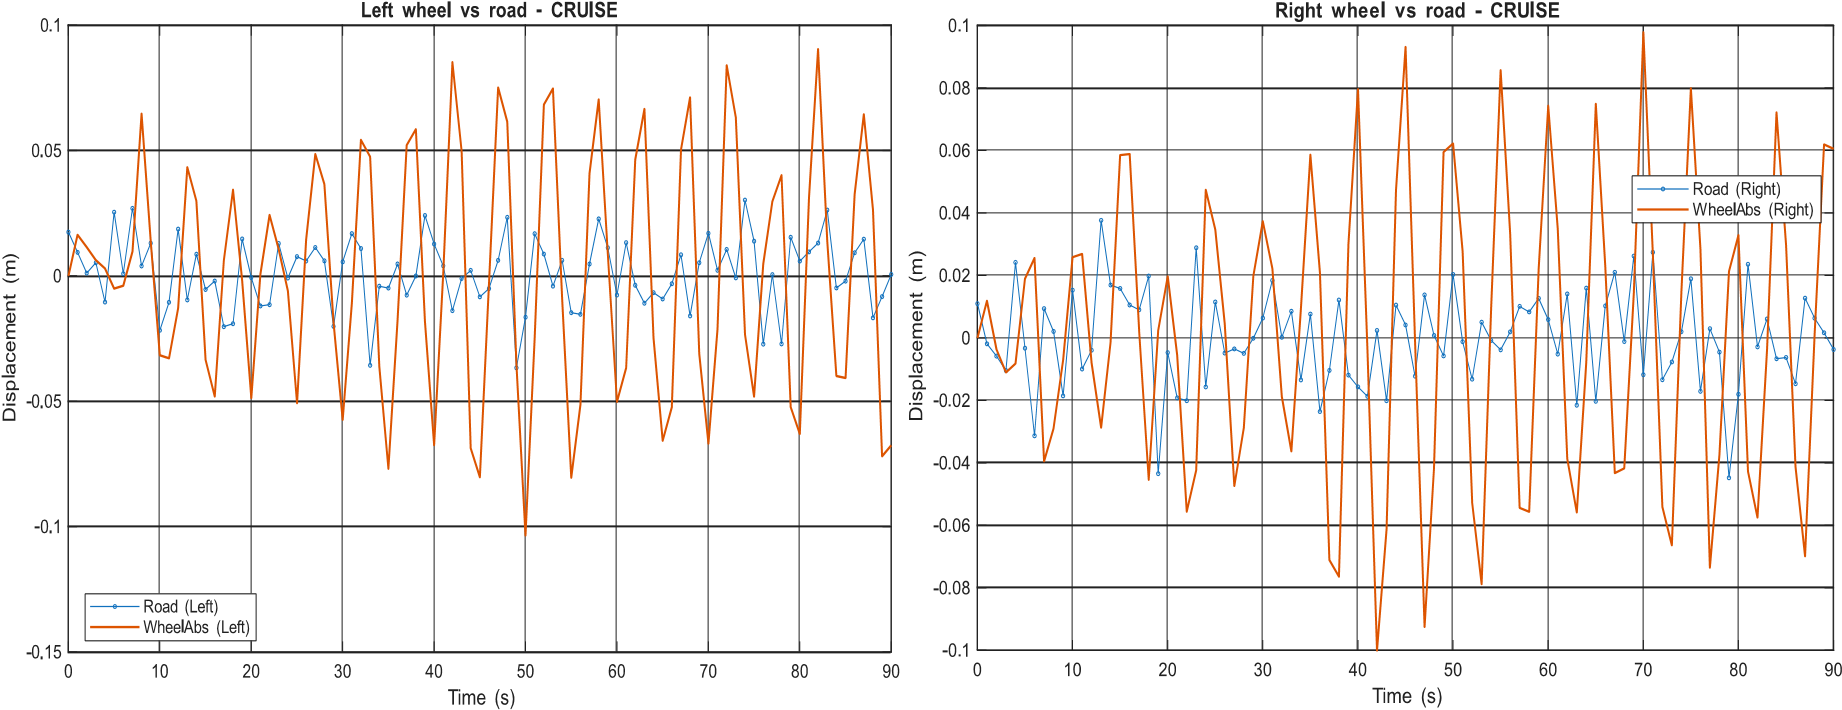 Left wheel vs road - CRUISE
0.1
0.05
0
-0.05
-0.1
-0.15
Displacement (m)
0 10 20 30 40 50 60 70 80 90
Time (s)
Road (Left)
WheelAbs (Left)
Right wheel vs road - CRUISE
0.1
0.08
0.06
0.04
0.02
0
-0.02
-0.04
-0.06
-0.08
-0.1
Displacement (m)
0 10 20 30 40 50 60 70 80 90
Time (s)
Road (Right)
WheelAbs (Right)